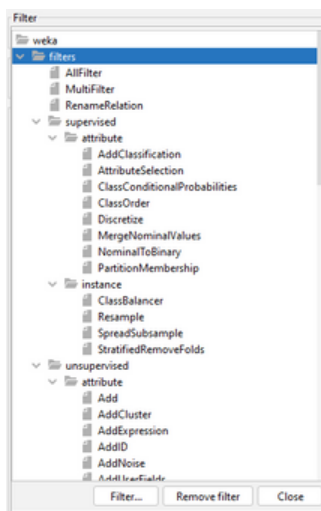 Filter
weka
filters
AllFilter
MultiFilter
RenameRelation
supervised
attribute
AddClassification
AttributeSelection
ClassConditionalProbabilities
ClassOrder
Discretize
MergeNominalValues
NominalToBinary
PartitionMembership
instance
ClassBalancer
Resample
SpreadSubsample
StratifiedRemoveFolds
unsupervised
attribute
Add
AddCluster
AddExpression
AddID
AddNoise
AddUserFields
Filter... Remove filter Close